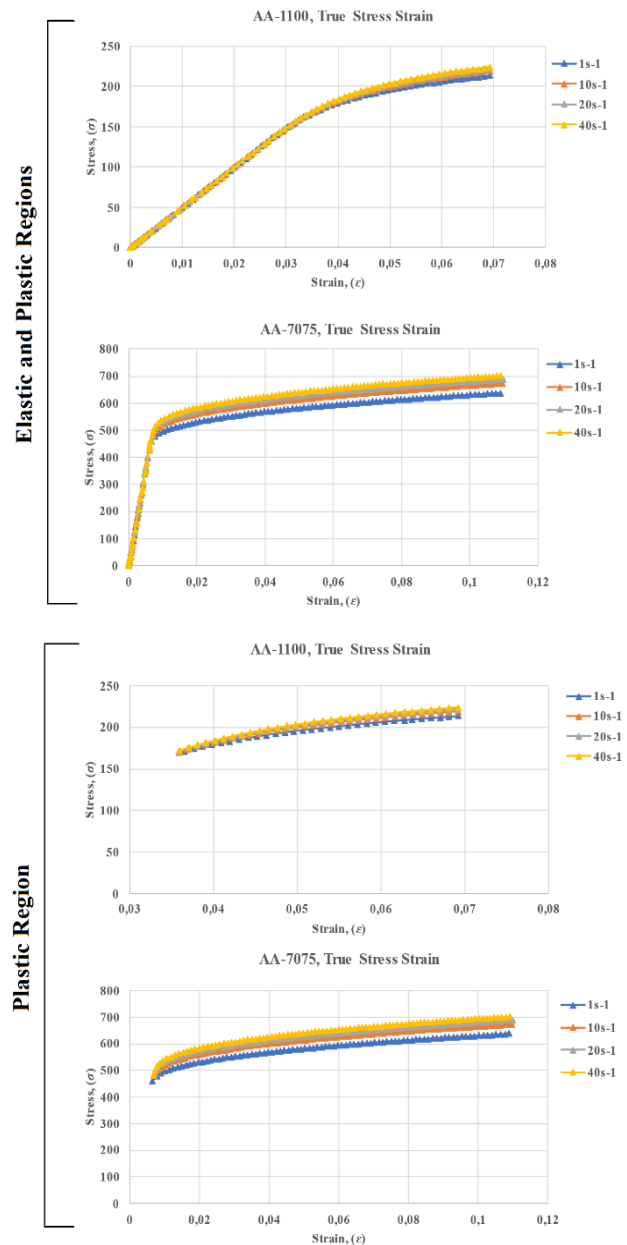 Elastic and Plastic Regions
AA-1100, True Stress Strain
Stress, (σ)
250
200
150
100
50
0
0
0,01
0,02
0,03
0,04
0,05
0,06
0,07
0,08
Strain, (ε)
1s-1
10s-1
20s-1
40s-1
AA-7075, True Stress Strain
Stress, (σ)
800
700
600
500
400
300
200
100
0
0
0,02
0,04
0,06
0,08
0,1
0,12
Strain, (ε)
1s-1
10s-1
20s-1
40s-1
Plastic Region
AA-1100, True Stress Strain
Stress, (σ)
250
200
150
100
50
0
0,03
0,04
0,05
0,06
0,07
0,08
Strain, (ε)
1s-1
10s-1
20s-1
40s-1
AA-7075, True Stress Strain
Stress, (σ)
800
700
600
500
400
300
200
100
0
0
0,02
0,04
0,06
0,08
0,1
0,12
Strain, (ε)
1s-1
10s-1
20s-1
40s-1